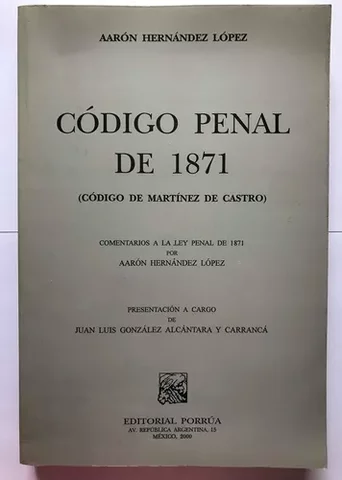 AARÓN HERNÁNDEZ LÓPEZ
CÓDIGO PENAL
DE 1871
(CÓDIGO DE MARTÍNEZ DE CASTRO)
COMENTARIOS A LA LEY PENAL DE 1871
POR
AARÓN HERNÁNDEZ LÓPEZ
PRESENTACIÓN A CARGO
DE
JUAN LUIS GONZÁLEZ ALCÁNTARA Y CARRANCÁ
EDITORIAL PORRÚA
AV. REPÚBLICA ARGENTINA, 15
MÉXICO, 2000